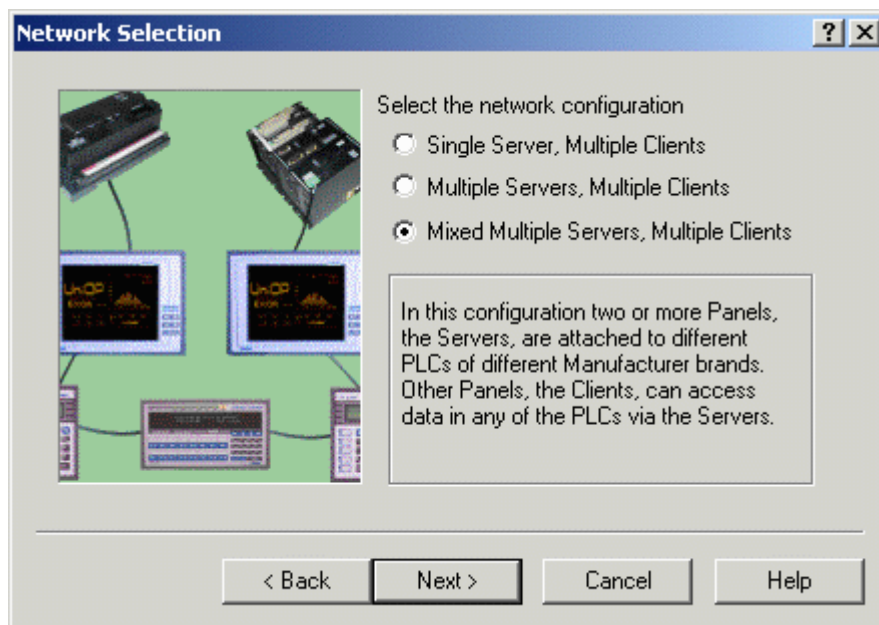 Network Selection
Select the network configuration
Single Server, Multiple Clients
Multiple Servers, Multiple Clients
Mixed Multiple Servers, Multiple Clients
In this configuration two or more Panels,
the Servers, are attached to different
PLCs of different Manufacturer brands.
Other Panels, the Clients, can access
data in any of the PLCs via the Servers.
< Back
Next >
Cancel
Help